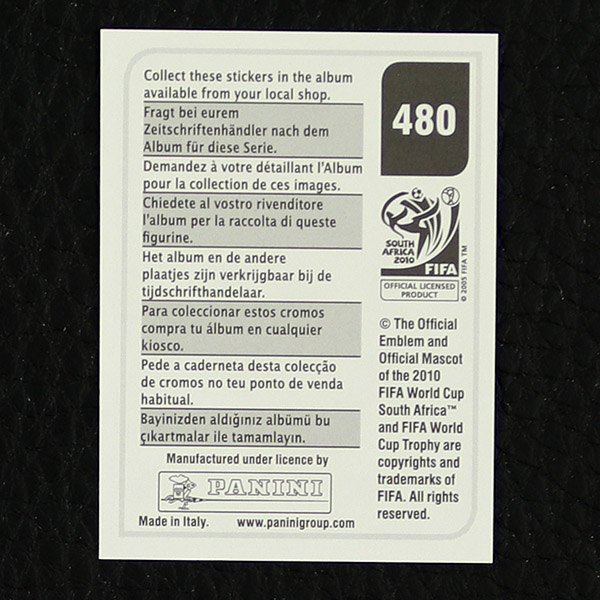 Collect these stickers in the album
available from your local shop.
Fragt bei eurem
Zeitschriftenhändler nach dem
Album für diese Serie.
Demandez à votre détaillant l'Album
pour la collection de ces images.
Chiedete al vostro rivenditore
l'album per la raccolta di queste
figurine.
Het album en de andere
plaatjes zijn verkrijgbaar bij de
tijdschrifthandelaar.
Para coleccionar estos cromos
compra tu álbum en cualquier
kiosco.
Pede a caderneta desta colecção
de cromos no teu ponto de venda
habitual.
Bayinizden aldığınız albümü bu
çıkartmalar ile tamamlayın.
Manufactured under licence by
PANINI
Made in Italy. www.paninigroup.com
480
SOUTH
AFRICA
2010
FIFA
OFFICIAL LICENSED
PRODUCT
© 2005 FIFA TM
© The Official
Emblem and
Official Mascot
of the 2010
FIFA World Cup
South Africa™
and FIFA World
Cup Trophy are
copyrights and
trademarks of
FIFA. All rights
reserved.